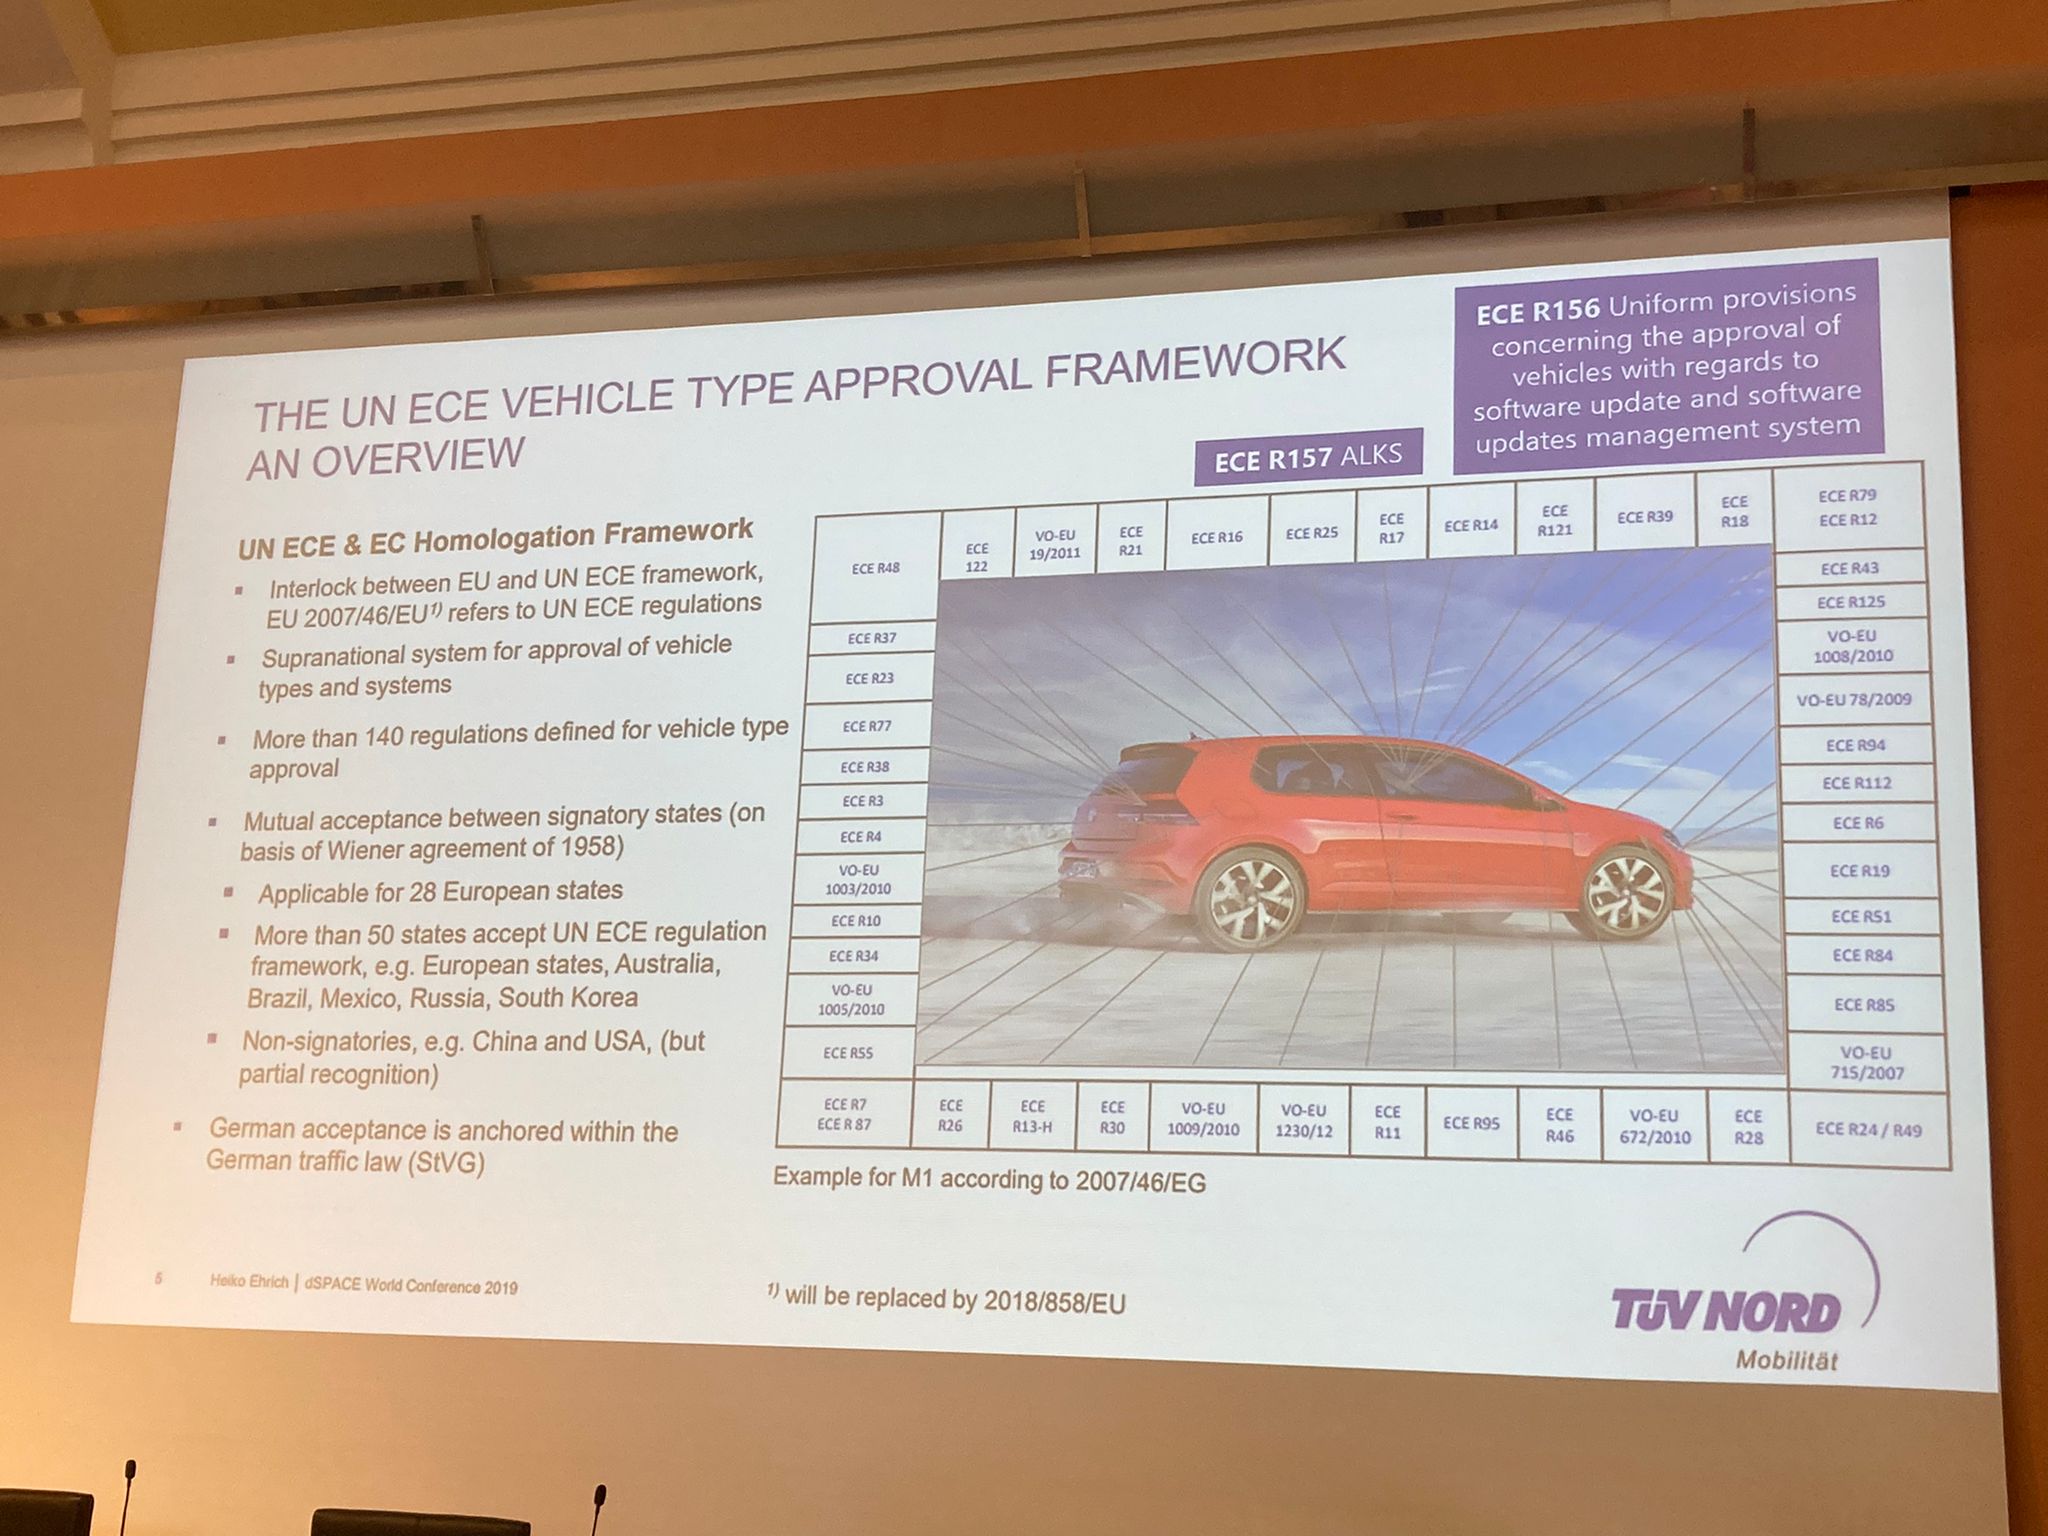 THE UN ECE VEHICLE TYPE APPROVAL FRAMEWORK
AN OVERVIEW
ECE R156 Uniform provisions
concerning the approval of
vehicles with regards to
software update and software
updates management system
ECE R157 ALKS
UN ECE & EC Homologation Framework
▪ Interlock between EU and UN ECE framework,
EU 2007/46/EU¹⁾ refers to UN ECE regulations
▪ Supranational system for approval of vehicle
types and systems
▪ More than 140 regulations defined for vehicle type
approval
▪ Mutual acceptance between signatory states (on
basis of Wiener agreement of 1958)
▪ Applicable for 28 European states
▪ More than 50 states accept UN ECE regulation
framework, e.g. European states, Australia,
Brazil, Mexico, Russia, South Korea
▪ Non-signatories, e.g. China and USA, (but
partial recognition)
▪ German acceptance is anchored within the
German traffic law (StVG)
ECE R48
ECE
122
VO-EU
19/2011
ECE
R21
ECE R16
ECE R25
ECE
R17
ECE R14
ECE
R121
ECE R39
ECE
R18
ECE R79
ECE R12
ECE R37
ECE R23
ECE R77
ECE R38
ECE R3
ECE R4
VO-EU
1003/2010
ECE R10
ECE R34
VO-EU
1005/2010
ECE R55
ECE R43
ECE R125
VO-EU
1008/2010
VO-EU 78/2009
ECE R94
ECE R112
ECE R6
ECE R19
ECE R51
ECE R84
ECE R85
VO-EU
715/2007
ECE R7
ECE R 87
ECE
R26
ECE
R13-H
ECE
R30
VO-EU
1009/2010
VO-EU
1230/12
ECE
R11
ECE R95
ECE
R46
VO-EU
672/2010
ECE
R28
ECE R24 / R49
Example for M1 according to 2007/46/EG
5 Heiko Ehrich | dSPACE World Conference 2019
¹⁾ will be replaced by 2018/858/EU
TÜV NORD
Mobilität